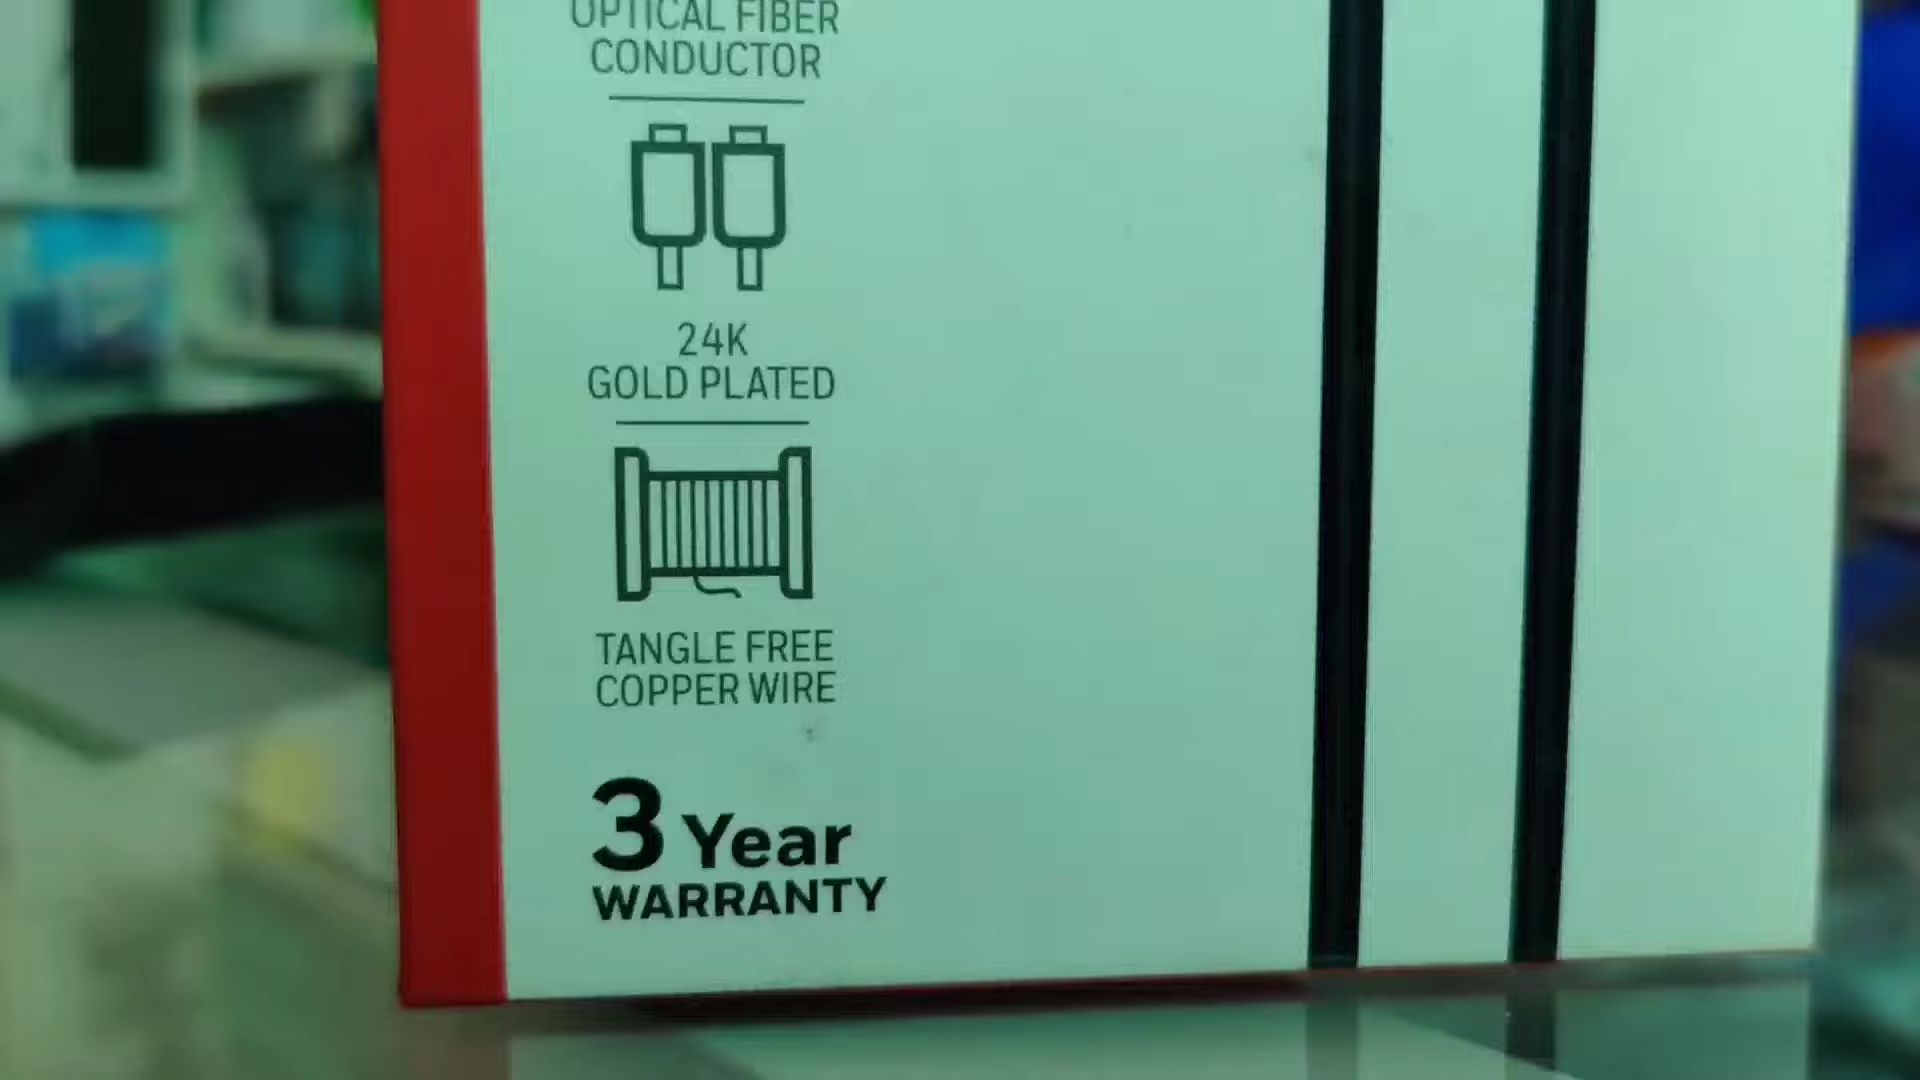 OPTICAL FIBER
CONDUCTOR
24K
GOLD PLATED
TANGLE FREE
COPPER WIRE
3 Year
WARRANTY